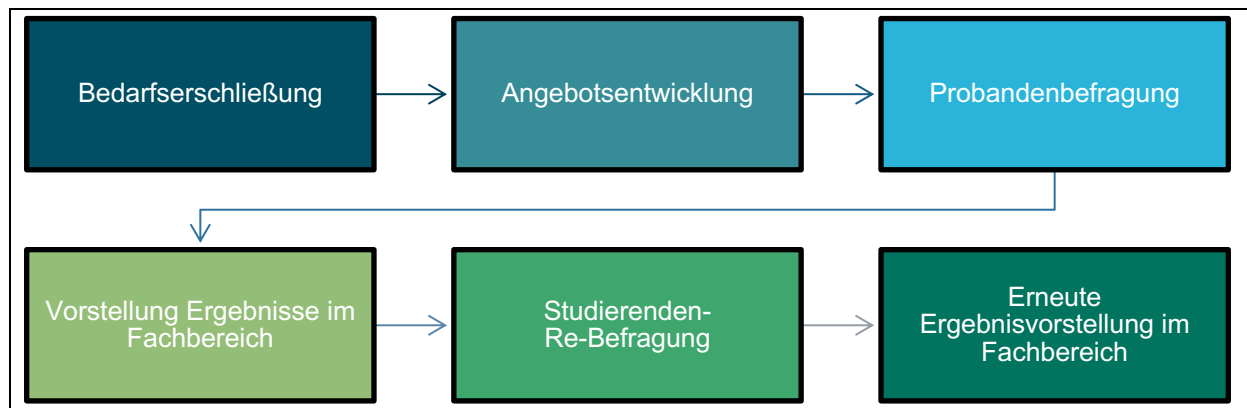 Bedarfserschließung
Angebotsentwicklung
Probandenbefragung
Vorstellung Ergebnisse im
Fachbereich
Studierenden-
Re-Befragung
Erneute
Ergebnisvorstellung im
Fachbereich